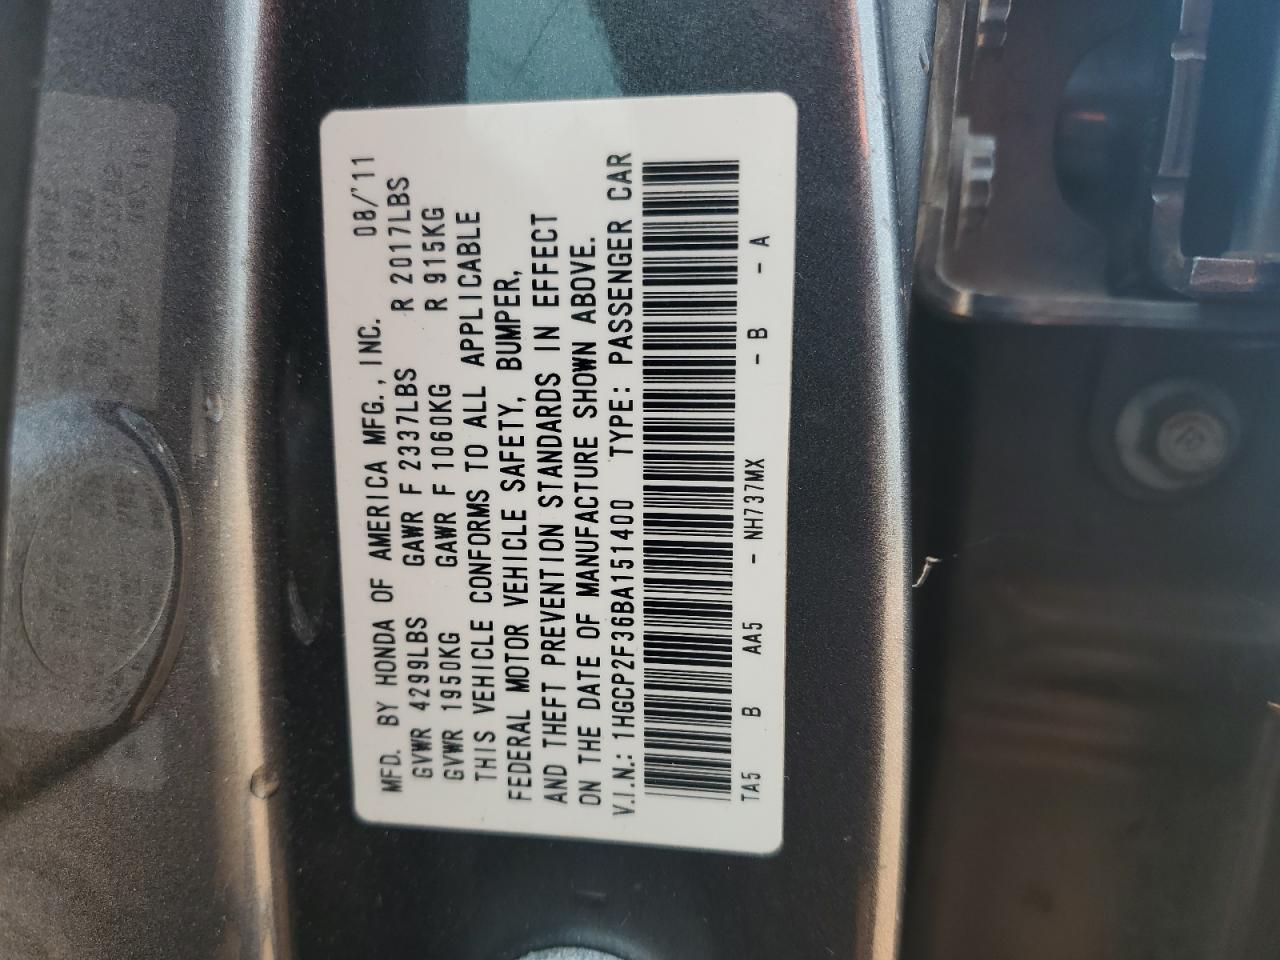 MFD. BY HONDA OF AMERICA MFG., INC. 08/'11
GVWR 4299LBS GAWR F 2337LBS R 2017LBS
GVWR 1950KG GAWR F 1060KG R 915KG
THIS VEHICLE CONFORMS TO ALL APPLICABLE
FEDERAL MOTOR VEHICLE SAFETY, BUMPER,
AND THEFT PREVENTION STANDARDS IN EFFECT
ON THE DATE OF MANUFACTURE SHOWN ABOVE.
V.I.N.: 1HGCP2F36BA151400 TYPE: PASSENGER CAR
TA5 B AA5 - NH737MX - B - A